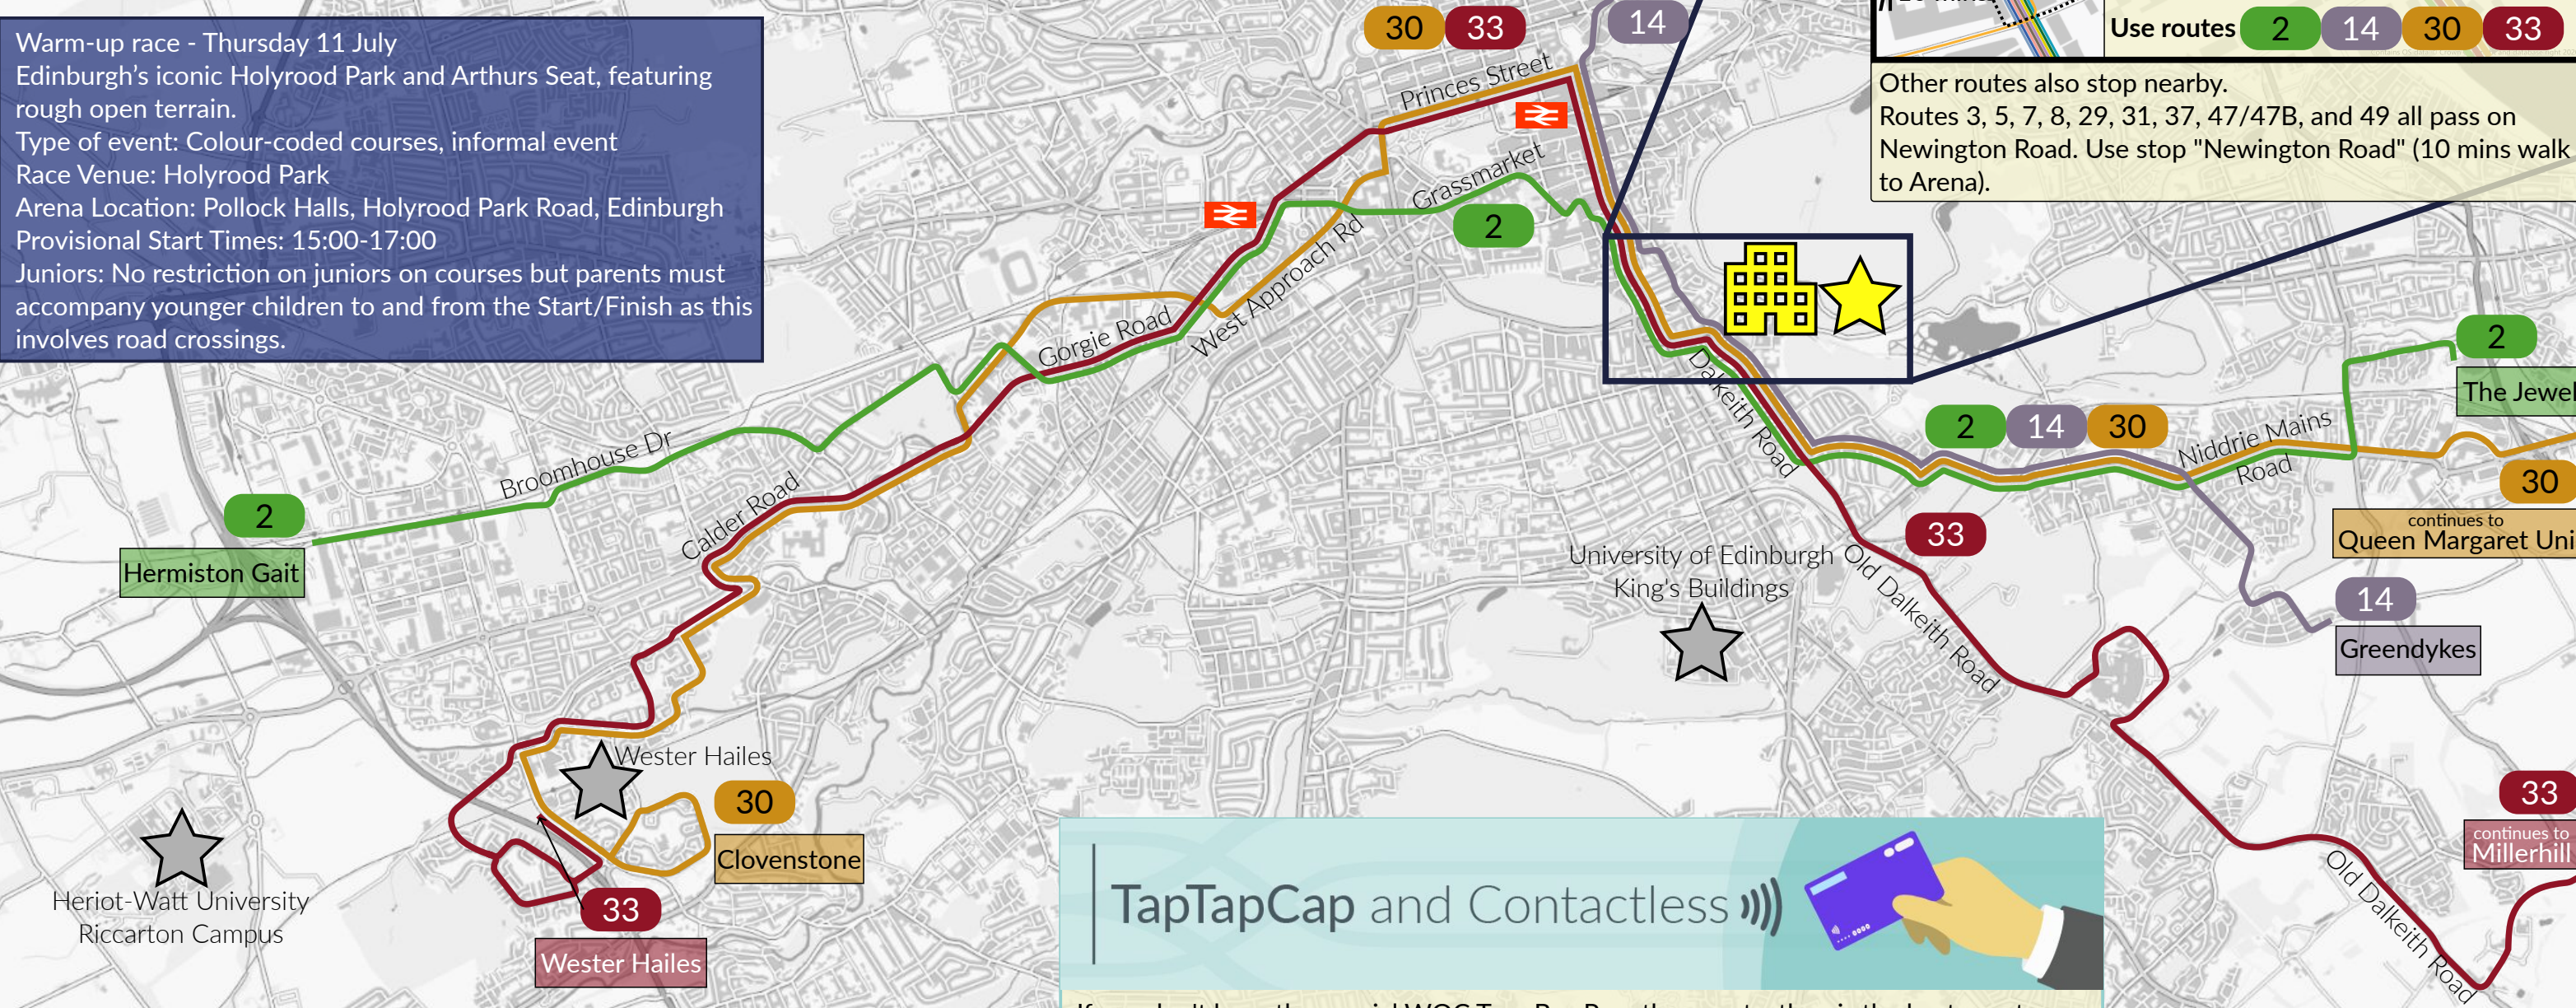 Warm-up race - Thursday 11 July
Edinburgh's iconic Holyrood Park and Arthurs Seat, featuring
rough open terrain.
Type of event: Colour-coded courses, informal event
Race Venue: Holyrood Park
Arena Location: Pollock Halls, Holyrood Park Road, Edinburgh
Provisional Start Times: 15:00-17:00
Juniors: No restriction on juniors on courses but parents must
accompany younger children to and from the Start/Finish as this
involves road crossings.
30 33
14
Princes Street
Grassmarket
2
West Approach Rd
Gorgie Road
Use routes 2 14 30 33
Other routes also stop nearby.
Routes 3, 5, 7, 8, 29, 31, 37, 47/47B, and 49 all pass on
Newington Road. Use stop "Newington Road" (10 mins walk
to Arena).
Dalkeith Road
2
The Jewel
2 14 30
Niddrie Mains
Road
30
continues to
Queen Margaret Uni
Broomhouse Dr
Calder Road
2
Hermiston Gait
33
University of Edinburgh
King's Buildings
Old Dalkeith Road
14
Greendykes
Wester Hailes
30
Clovenstone
33
Wester Hailes
Heriot-Watt University
Riccarton Campus
33
continues to
Millerhill
Old Dalkeith Road
TapTapCap and Contactless